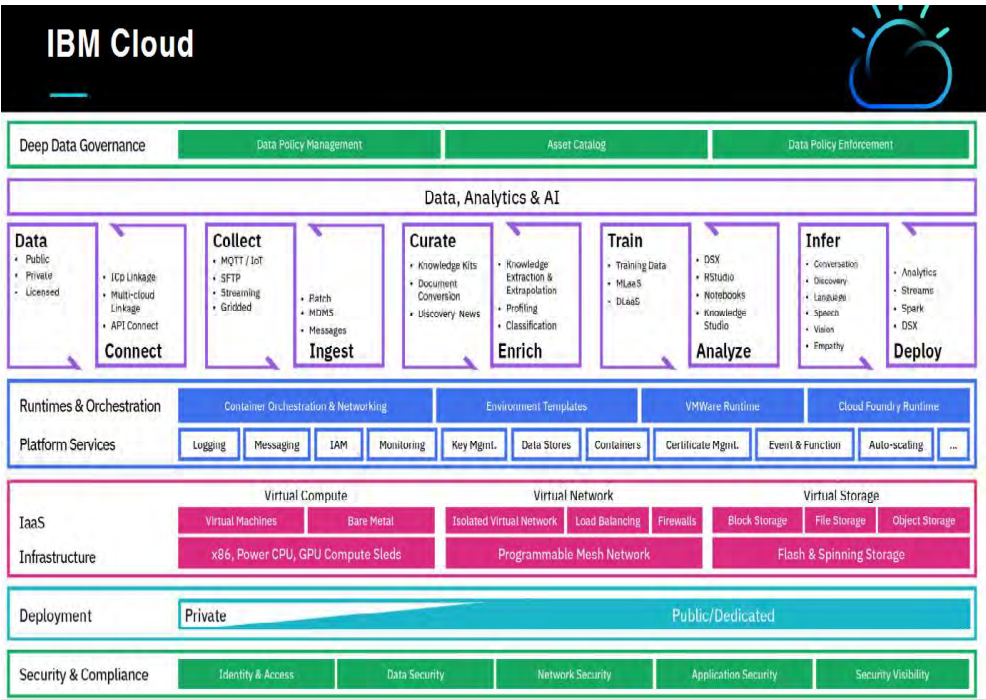 IBM Cloud
Deep Data Governance
Data Policy Management
Asset Catalog
Data Policy Enforcement
Data, Analytics & AI
Data
• Public
• Private
• Licensed
• ICp Linkage
• Multi-cloud
Linkage
• API Connect
Connect
Collect
• MQTT / IoT
• SFTP
• Streaming
• Gridded
• Batch
• MDMS
• Messages
Ingest
Curate
• Knowledge Kits
• Document
Conversion
• Discovery News
• Knowledge
Extraction &
Extrapolation
• Profiling
• Classification
Enrich
Train
• Training Data
• MLaaS
• DLaaS
• DSX
• RStudio
• Notebooks
• Knowledge
Studio
Analyze
Infer
• Conversation
• Discovery
• Language
• Speech
• Vision
• Empathy
• Analytics
• Streams
• Spark
• DSX
Deploy
Runtimes & Orchestration
Container Orchestration & Networking
Environment Templates
VMWare Runtime
Cloud Foundry Runtime
Platform Services
Logging
Messaging
IAM
Monitoring
Key Mgmt.
Data Stores
Containers
Certificate Mgmt.
Event & Function
Auto-scaling
...
Virtual Compute
Virtual Network
Virtual Storage
IaaS
Virtual Machines
Bare Metal
Isolated Virtual Network
Load Balancing
Firewalls
Block Storage
File Storage
Object Storage
Infrastructure
x86, Power CPU, GPU Compute Sleds
Programmable Mesh Network
Flash & Spinning Storage
Deployment
Private
Public/Dedicated
Security & Compliance
Identity & Access
Data Security
Network Security
Application Security
Security Visibility